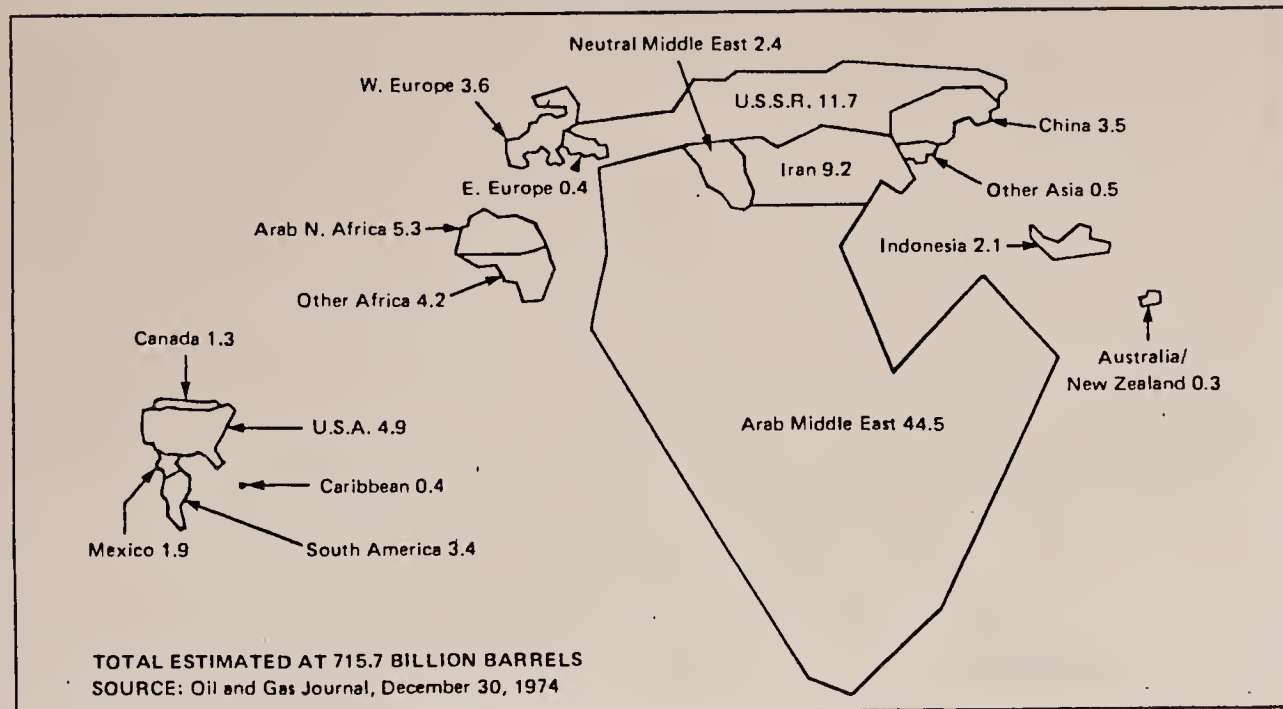 Neutral Middle East 2.4
W. Europe 3.6
U.S.S.R. 11.7
China 3.5
Iran 9.2
E. Europe 0.4
Other Asia 0.5
Arab N. Africa 5.3
Indonesia 2.1
Other Africa 4.2
Canada 1.3
Australia/
New Zealand 0.3
U.S.A. 4.9
Arab Middle East 44.5
Caribbean 0.4
Mexico 1.9
South America 3.4
TOTAL ESTIMATED AT 715.7 BILLION BARRELS
SOURCE: Oil and Gas Journal, December 30, 1974